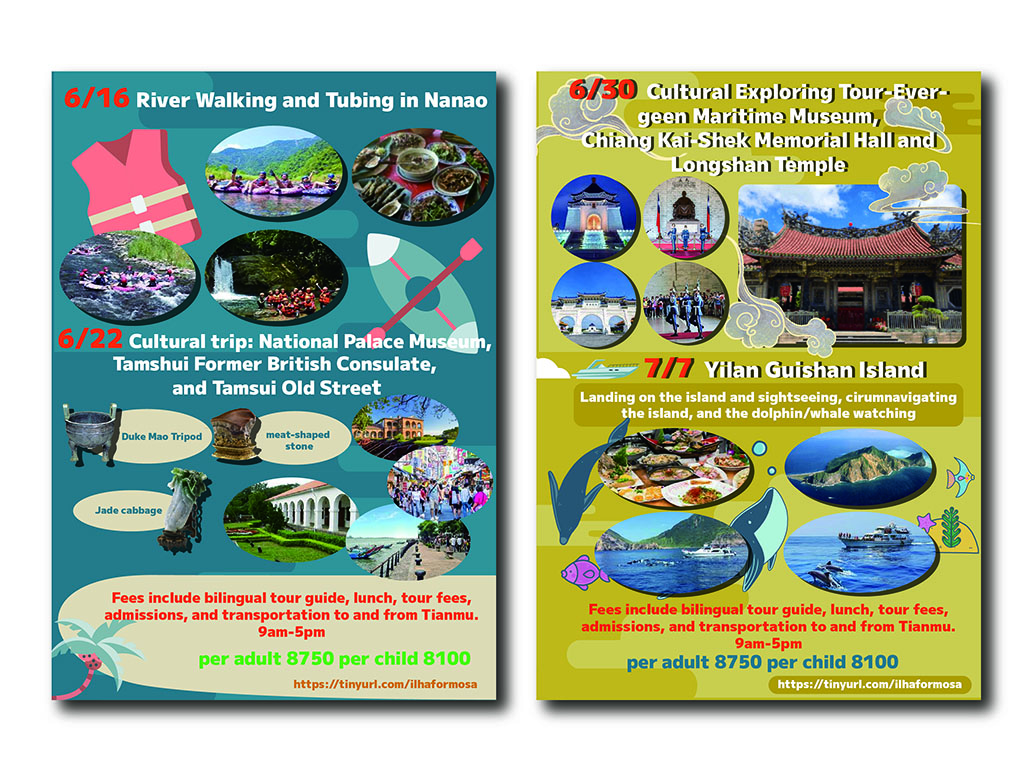 6/16 River Walking and Tubing in Nanao
6/22 Cultural trip: National Palace Museum,
Tamshui Former British Consulate,
and Tamsui Old Street
Duke Mao Tripod
meat-shaped
stone
Jade cabbage
Fees include bilingual tour guide, lunch, tour fees,
admissions, and transportation to and from Tianmu.
9am-5pm
per adult 8750 per child 8100
https://tinyurl.com/ilhaformosa
6/30 Cultural Exploring Tour-Ever-
geen Maritime Museum,
Chiang Kai-Shek Memorial Hall and
Longshan Temple
7/7 Yilan Guishan Island
Landing on the island and sightseeing, cirumnavigating
the island, and the dolphin/whale watching
Fees include bilingual tour guide, lunch, tour fees,
admissions, and transportation to and from Tianmu.
9am-5pm
per adult 8750 per child 8100
https://tinyurl.com/ilhaformosa